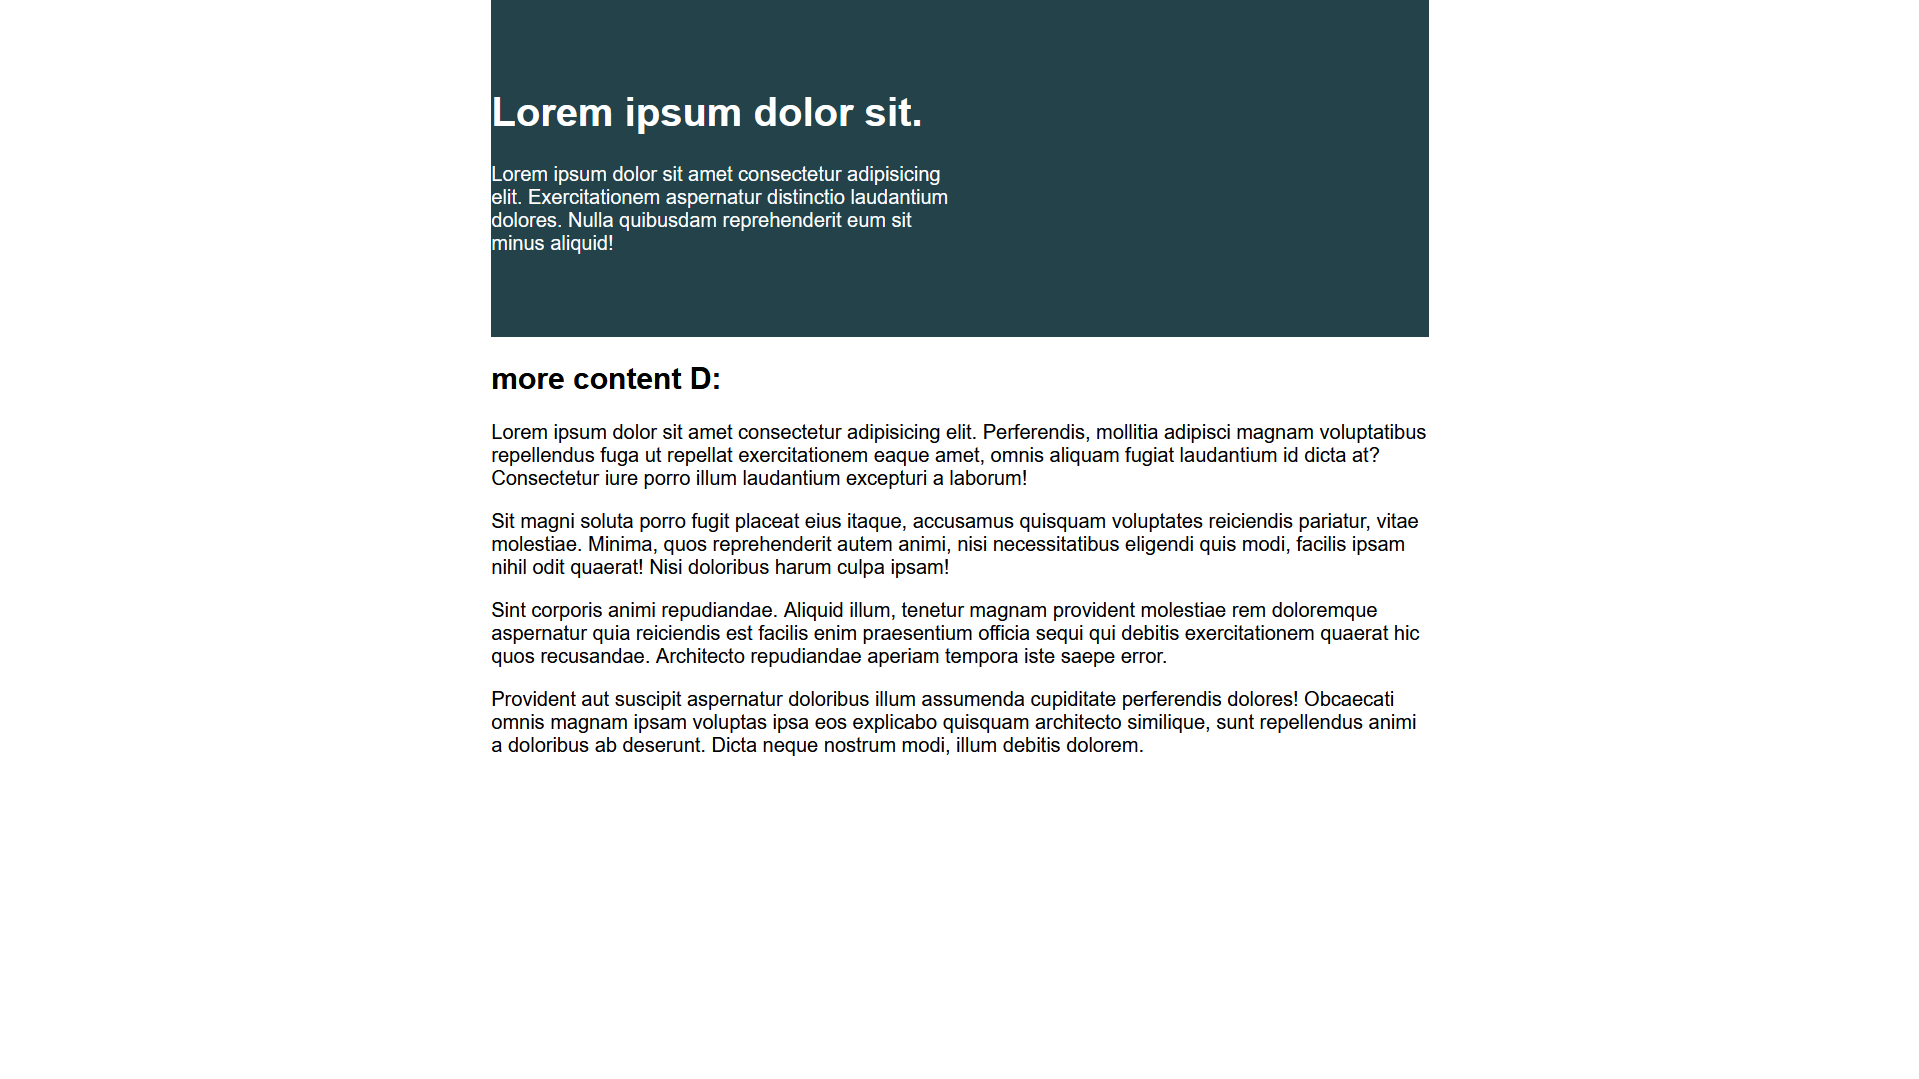 Lorem ipsum dolor sit.
Lorem ipsum dolor sit amet consectetur adipisicing
elit. Exercitationem aspernatur distinctio laudantium
dolores. Nulla quibusdam reprehenderit eum sit
minus aliquid!
more content D:
Lorem ipsum dolor sit amet consectetur adipisicing elit. Perferendis, mollitia adipisci magnam voluptatibus
repellendus fuga ut repellat exercitationem eaque amet, omnis aliquam fugiat laudantium id dicta at?
Consectetur iure porro illum laudantium excepturi a laborum!
Sit magni soluta porro fugit placeat eius itaque, accusamus quisquam voluptates reiciendis pariatur, vitae
molestiae. Minima, quos reprehenderit autem animi, nisi necessitatibus eligendi quis modi, facilis ipsam
nihil odit quaerat! Nisi doloribus harum culpa ipsam!
Sint corporis animi repudiandae. Aliquid illum, tenetur magnam provident molestiae rem doloremque
aspernatur quia reiciendis est facilis enim praesentium officia sequi qui debitis exercitationem quaerat hic
quos recusandae. Architecto repudiandae aperiam tempora iste saepe error.
Provident aut suscipit aspernatur doloribus illum assumenda cupiditate perferendis dolores! Obcaecati
omnis magnam ipsam voluptas ipsa eos explicabo quisquam architecto similique, sunt repellendus animi
a doloribus ab deserunt. Dicta neque nostrum modi, illum debitis dolorem.